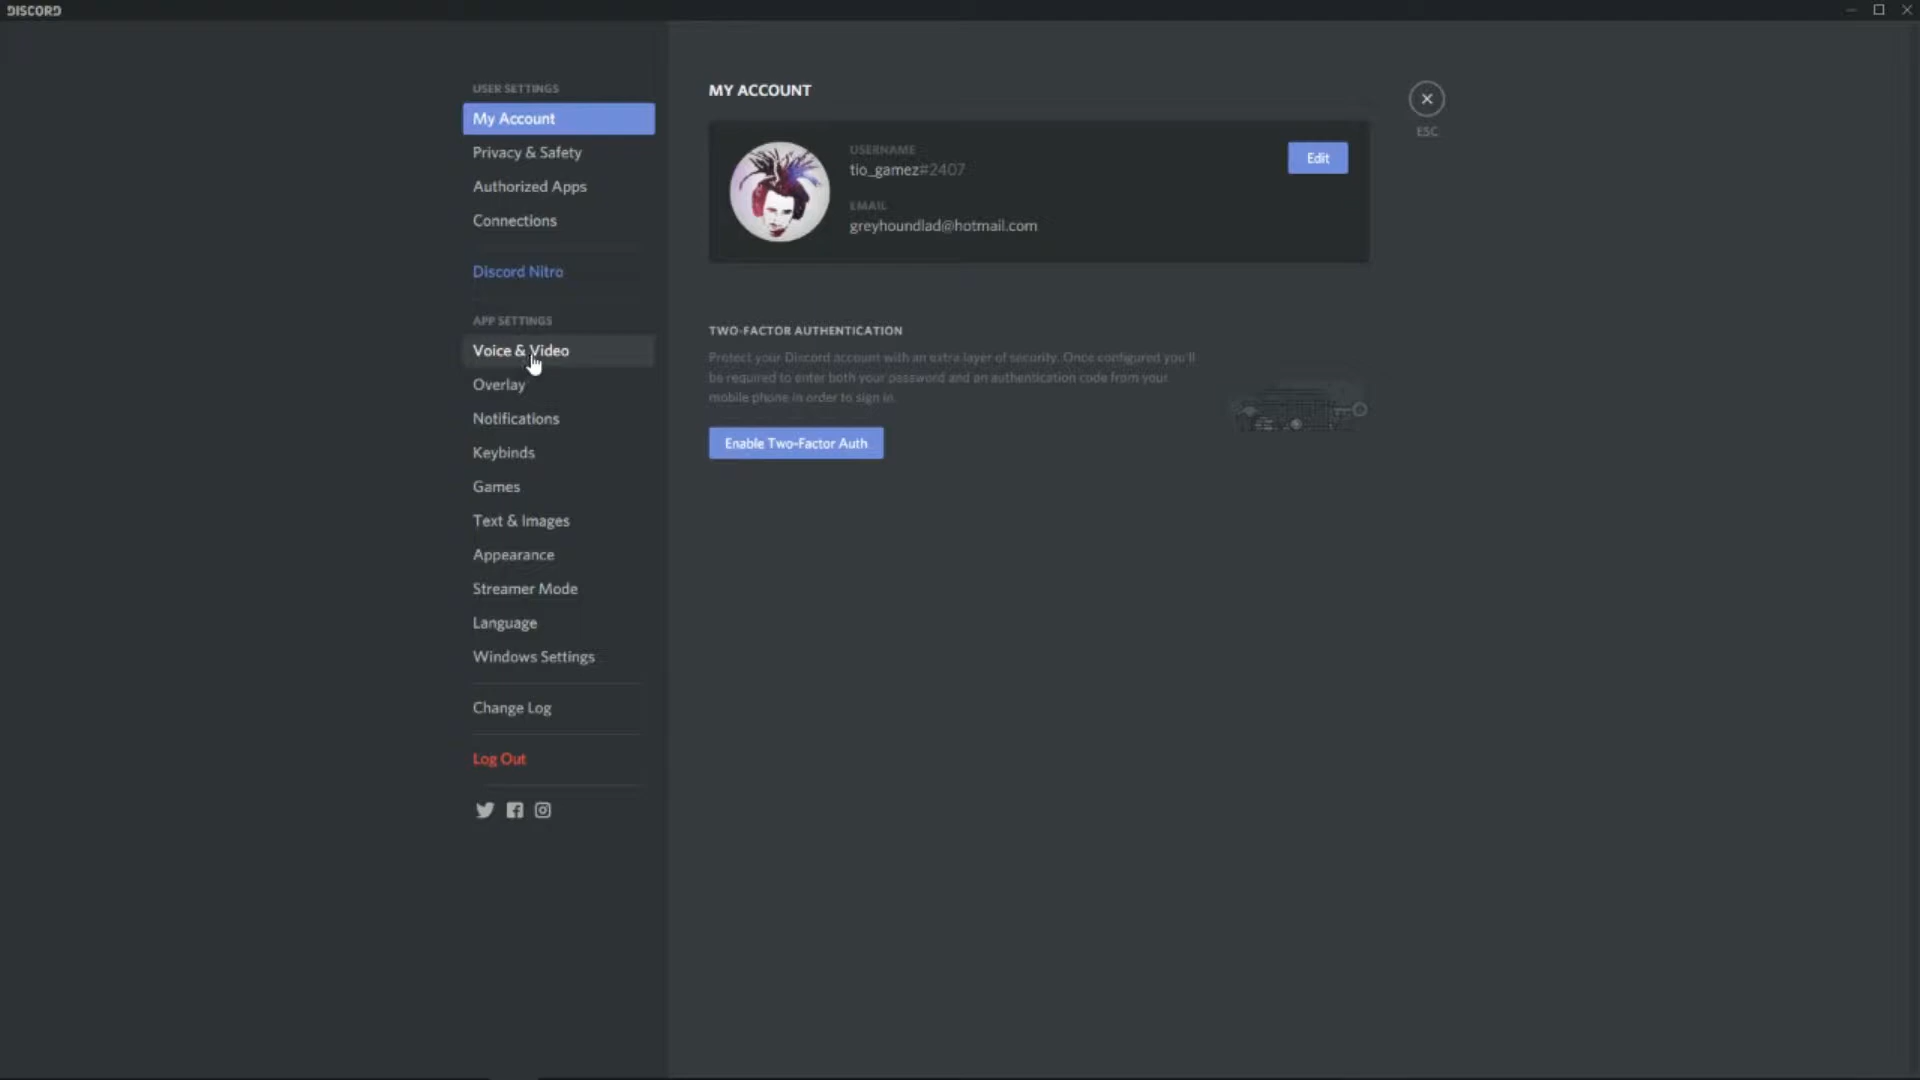 DISCORD
USER SETTINGS
My Account
Privacy & Safety
Authorized Apps
Connections
Discord Nitro
APP SETTINGS
Voice & Video
Overlay
Notifications
Keybinds
Games
Text & Images
Appearance
Streamer Mode
Language
Windows Settings
Change Log
Log Out
MY ACCOUNT
USERNAME
tio_gamez#2407
EMAIL
greyhoundlad@hotmail.com
Edit
ESC
TWO-FACTOR AUTHENTICATION
Protect your Discord account with an extra layer of security. Once configured you'll
be required to enter both your password and an authentication code from your
mobile phone in order to sign in.
Enable Two-Factor Auth